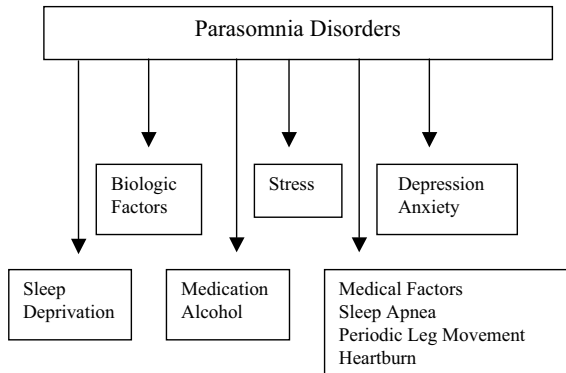 Parasomnia Disorders
Biologic
Factors
Stress
Depression
Anxiety
Sleep
Deprivation
Medication
Alcohol
Medical Factors
Sleep Apnea
Periodic Leg Movement
Heartburn